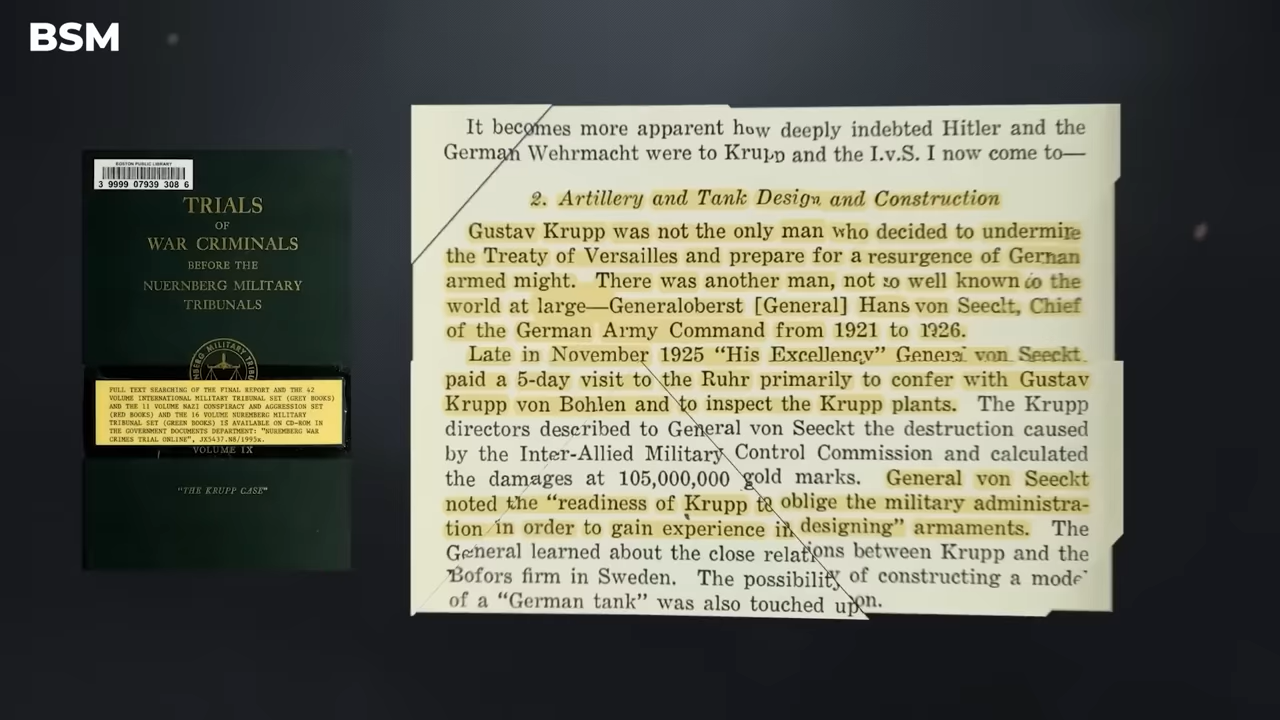 BSM
BOSTON PUBLIC LIBRARY
3 9999 07939 308 6
TRIALS
OF
WAR CRIMINALS
BEFORE THE
NUERNBERG MILITARY
TRIBUNALS
FULL TEXT SEARCHING OF THE FINAL REPORT AND THE 42
VOLUME INTERNATIONAL MILITARY TRIBUNAL SET (GREY BOOKS)
AND THE 11 VOLUME NAZI CONSPIRACY AND AGGRESSION SET
(RED BOOKS) AND THE 16 VOLUME NUREMBERG MILITARY
TRIBUNAL SET (GREEN BOOKS) IS AVAILABLE ON CD-ROM IN
THE GOVERNMENT DOCUMENTS DEPARTMENT: "NUREMBERG WAR
CRIMES TRIAL ONLINE", JX5437.N8/1995x.
VOLUME IX
"THE KRUPP CASE"
It becomes more apparent how deeply indebted Hitler and the
German Wehrmacht were to Krupp and the I.v.S. I now come to—
2. Artillery and Tank Design and Construction
Gustav Krupp was not the only man who decided to undermine
the Treaty of Versailles and prepare for a resurgence of German
armed might. There was another man, not so well known to the
world at large—Generaloberst [General] Hans von Seeckt, Chief
of the German Army Command from 1921 to 1926.
Late in November 1925 “His Excellency” General von Seeckt
paid a 5-day visit to the Ruhr primarily to confer with Gustav
Krupp von Bohlen and to inspect the Krupp plants. The Krupp
directors described to General von Seeckt the destruction caused
by the Inter-Allied Military Control Commission and calculated
the damages at 105,000,000 gold marks. General von Seeckt
noted the “readiness of Krupp to oblige the military administra-
tion in order to gain experience in designing” armaments. The
General learned about the close relations between Krupp and the
Bofors firm in Sweden. The possibility of constructing a model
of a “German tank” was also touched upon.